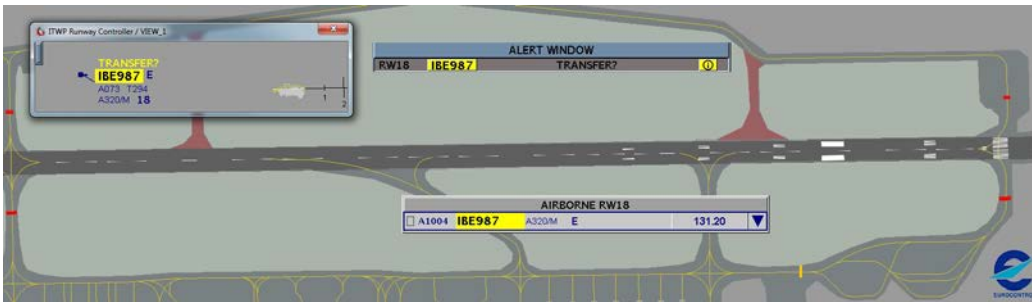 ITWP Runway Controller / VIEW_1
TRANSFER?
IBE987 E
A073 T294
A320/M 18
1
2
ALERT WINDOW
RW18 IBE987 TRANSFER?
AIRBORNE RW18
A1004 IBE987 A320/M E 131.20
EUROCONTROL